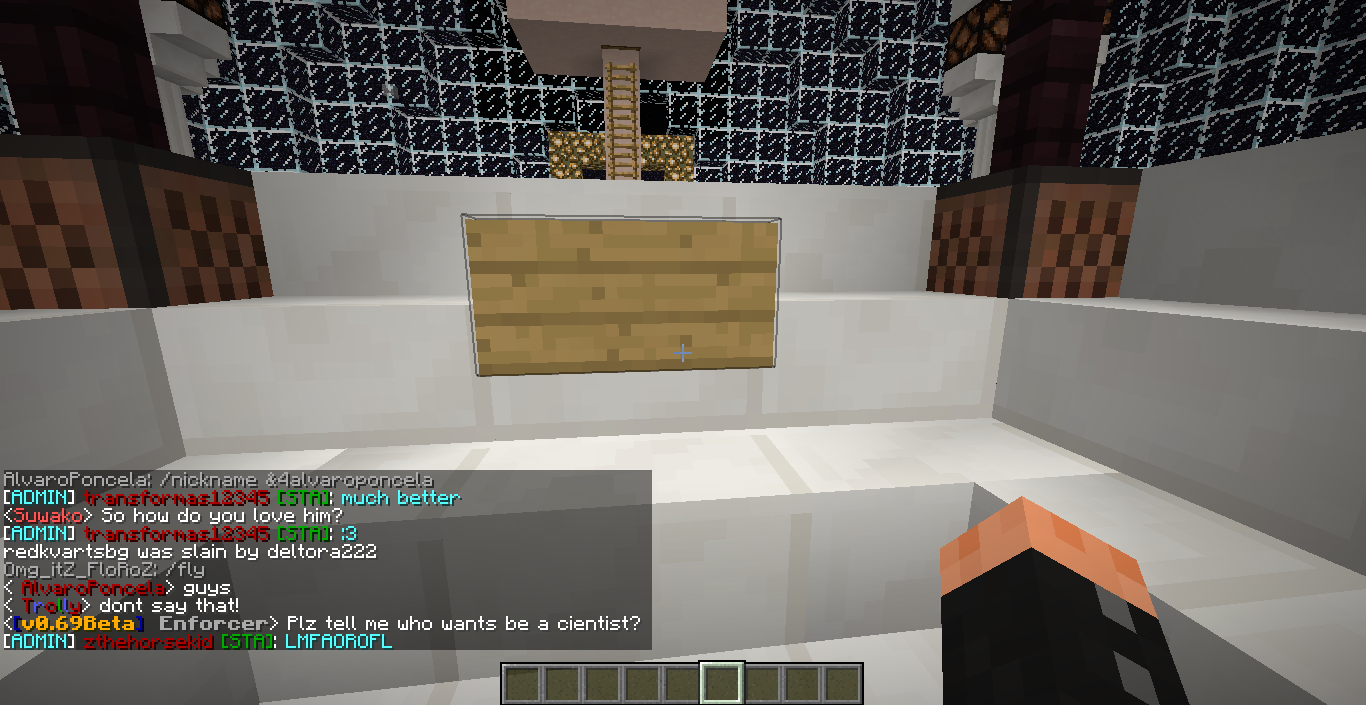 AlvaroPoncela: /nickname &4alvaroponcela
[ADMIN] transformas12345 [STA]: much better
<Suwako> So how do you love him?
[ADMIN] transformas12345 [STA]: :3
redkvartsbg was slain by deltora222
Omg_itZ_FloRoZ: /fly
< AlvaroPoncela> guys
< Trolly> dont say that!
<[v0.69Beta] Enforcer> Plz tell me who wants be a cientist?
[ADMIN] zthehorsekid [STA]: LMFAOROFL